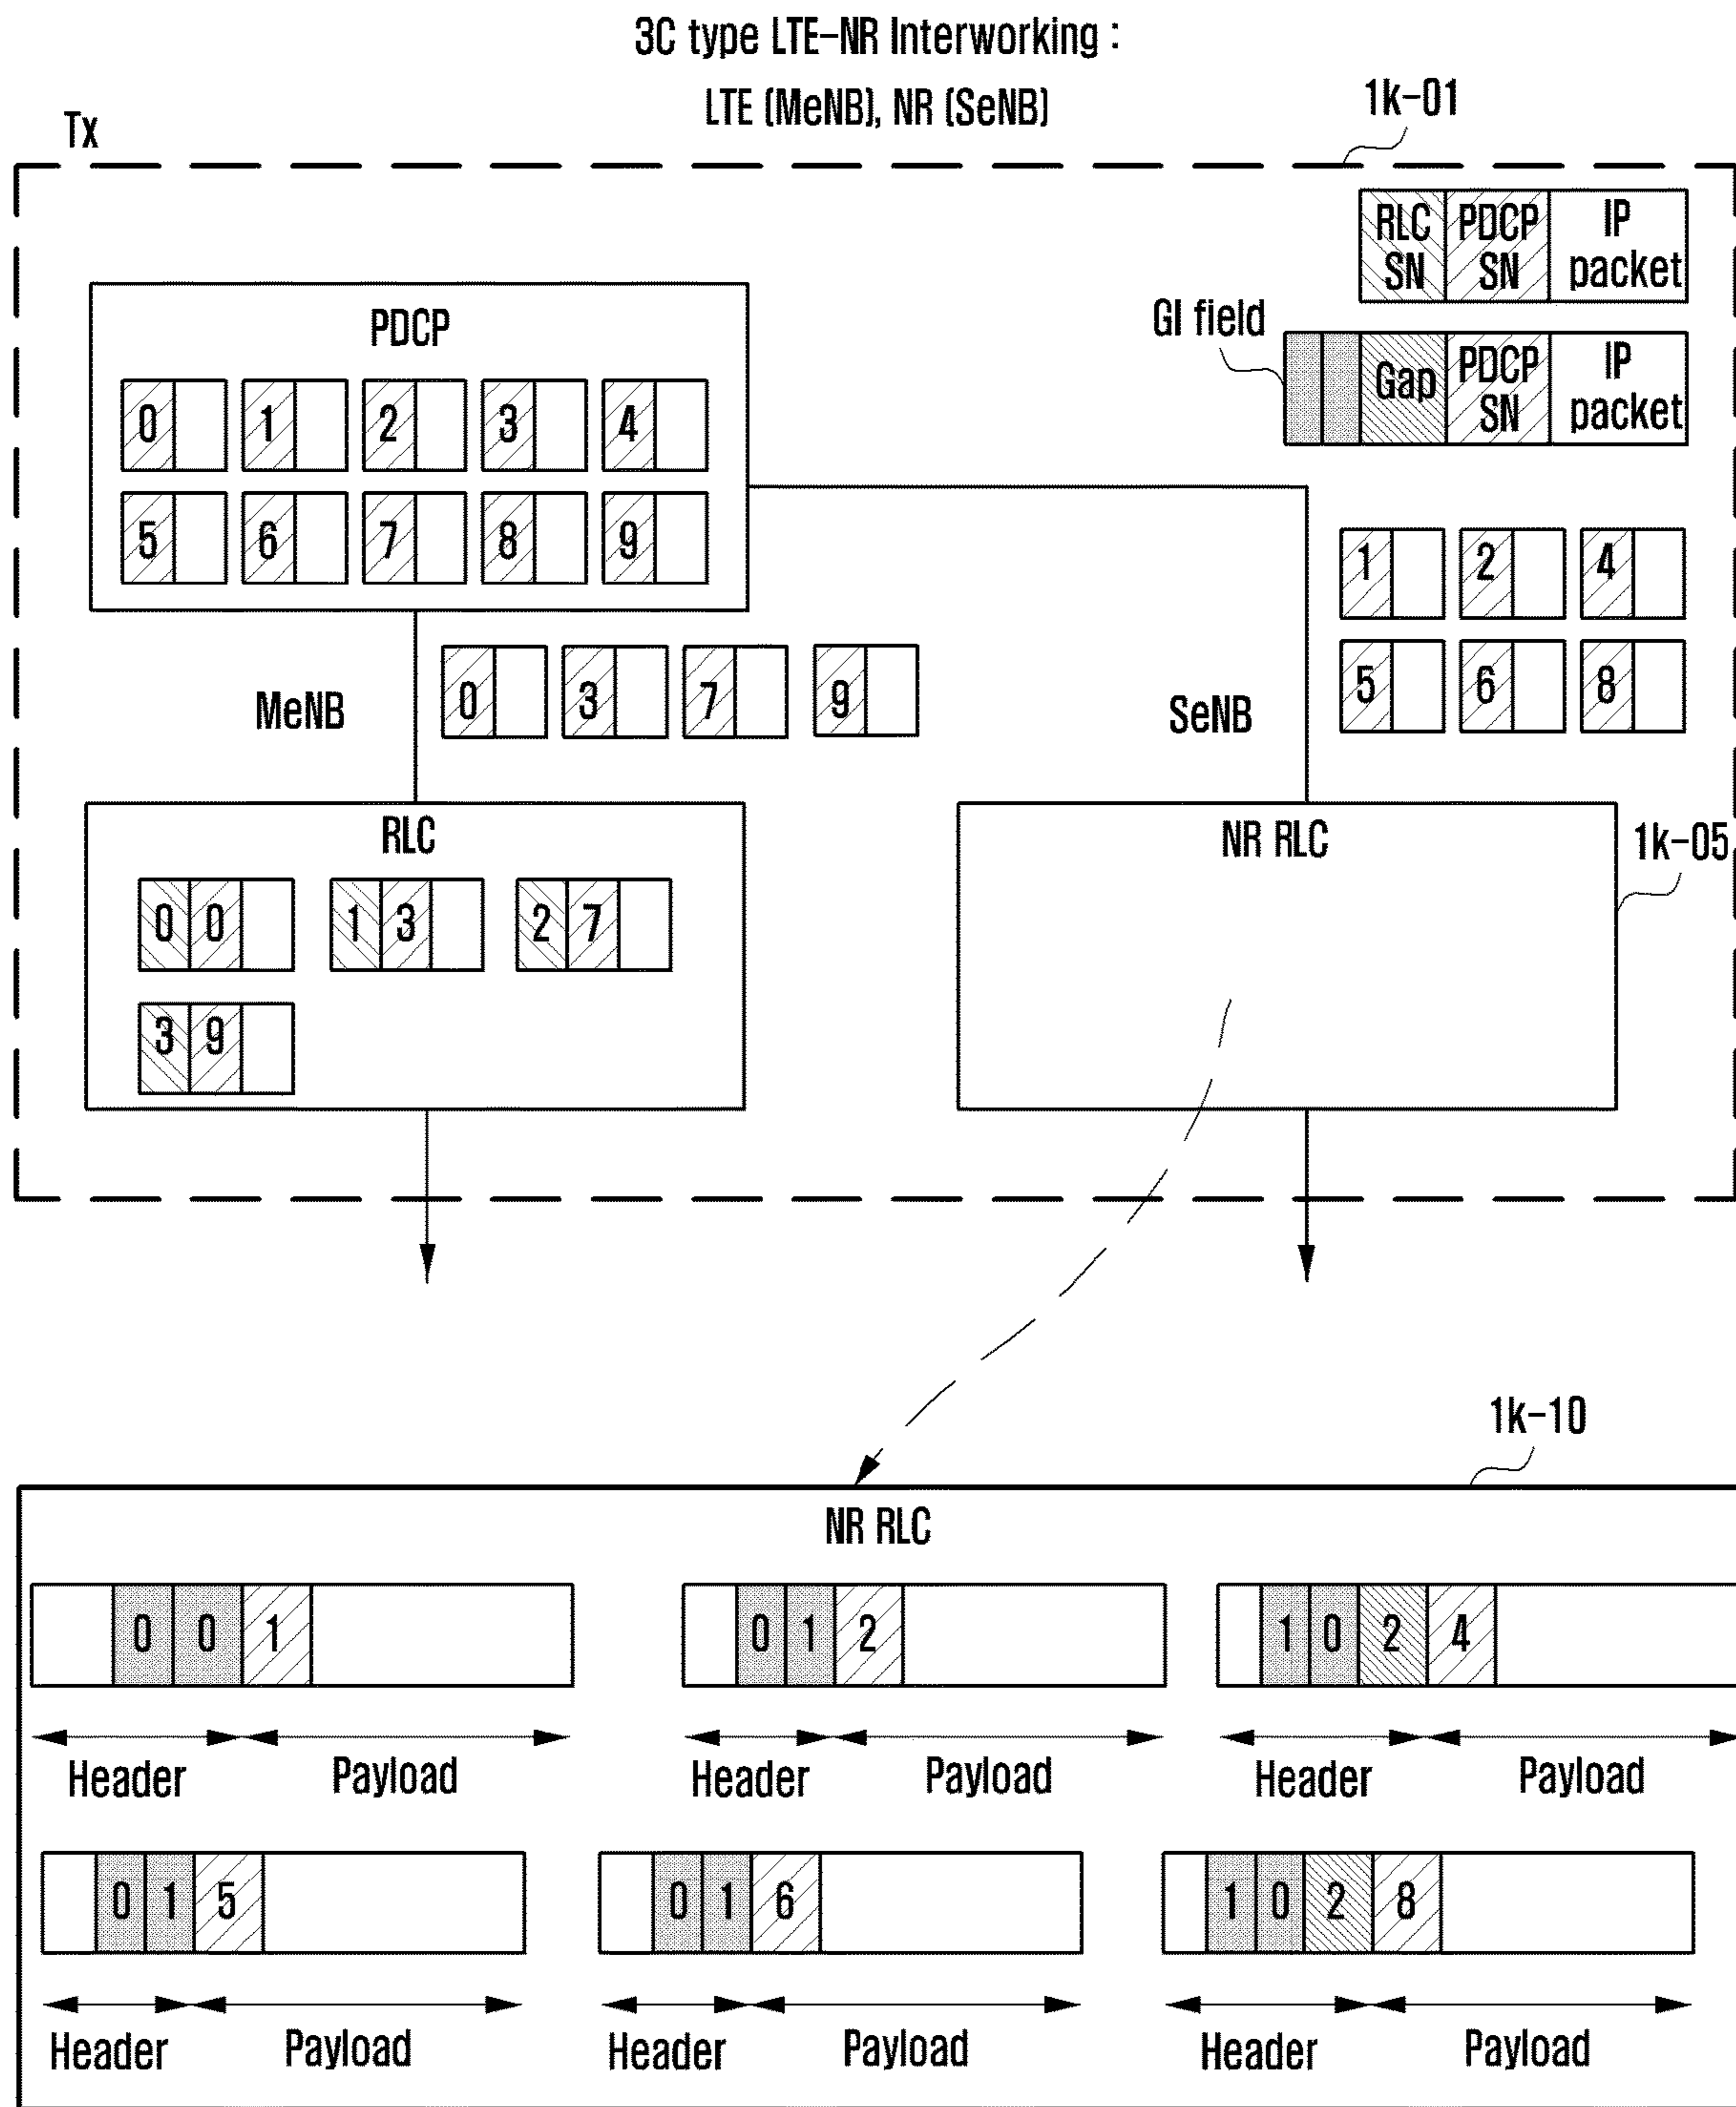 3C type LTE-NR Interworking :
LTE (MeNB), NR (SeNB)
Tx
1k-01
RLC SN PDCP SN IP packet
GI field
Gap PDCP SN IP packet
PDCP
0 1 2 3 4
5 6 7 8 9
1 2 4
5 6 8
MeNB
0 3 7 9
SeNB
RLC
0 0 1 3 2 7
3 9
NR RLC
1k-05
1k-10
NR RLC
0 0 1 0 1 2 1 0 2 4
Header Payload Header Payload Header Payload
0 1 5 0 1 6 1 0 2 8
Header Payload Header Payload Header Payload